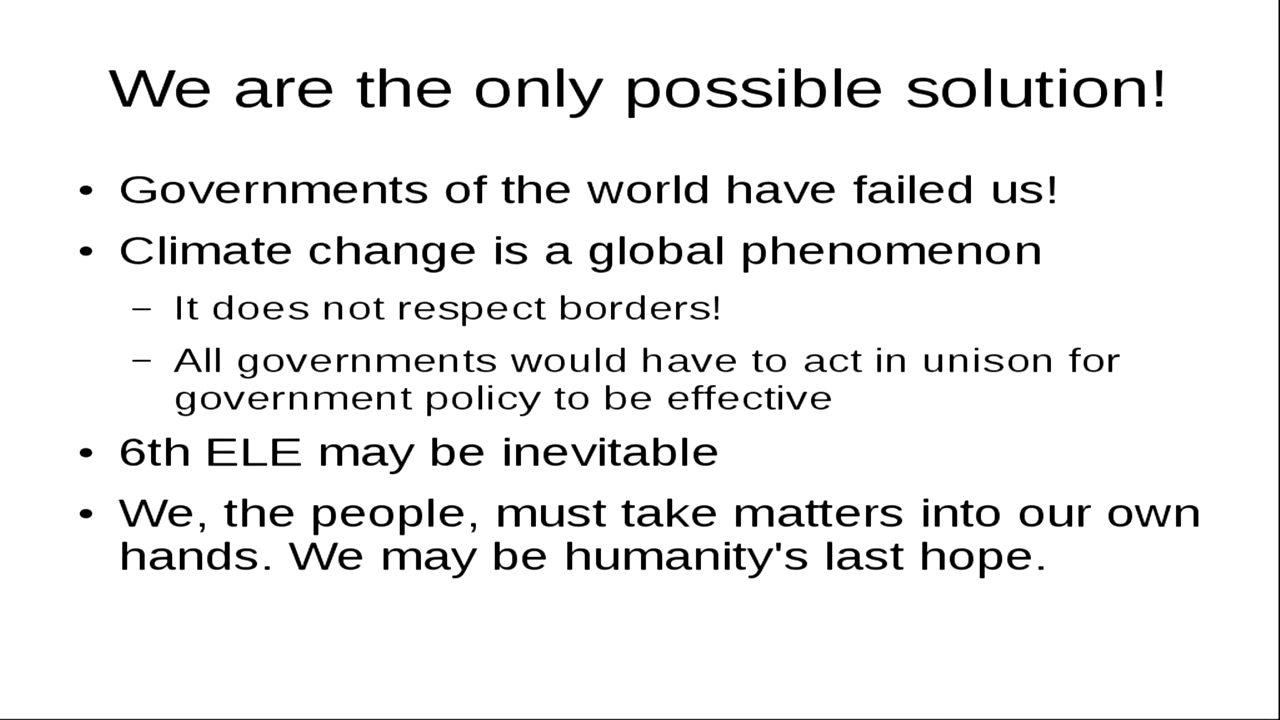 We are the only possible solution!
• Governments of the world have failed us!
• Climate change is a global phenomenon
– It does not respect borders!
– All governments would have to act in unison for
government policy to be effective
• 6th ELE may be inevitable
• We, the people, must take matters into our own
hands. We may be humanity's last hope.